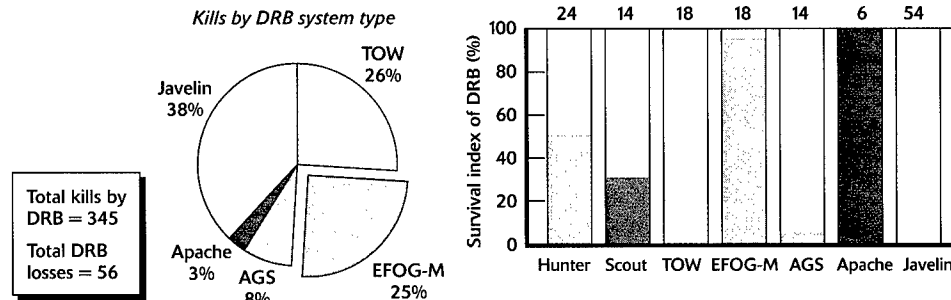 Kills by DRB system type
TOW
26%
Javelin
38%
Total kills by
DRB = 345
Total DRB
losses = 56
Apache
3%
AGS
8%
EFOG-M
25%
24 14 18 18 14 6 54
Survival index of DRB (%)
100
80
60
40
20
0
Hunter Scout TOW EFOG-M AGS Apache Javelin